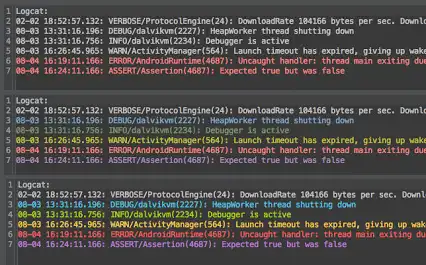 1 Logcat:
2 02-02 18:52:57.132: VERBOSE/ProtocolEngine(24): DownloadRate 104166 bytes per sec. Downl
3 08-03 13:31:16.196: DEBUG/dalvikvm(2227): HeapWorker thread shutting down
4 08-03 13:31:16.756: INFO/dalvikvm(2234): Debugger is active
5 08-03 16:26:45.965: WARN/ActivityManager(564): Launch timeout has expired, giving up wake
6 08-04 16:19:11.166: ERROR/AndroidRuntime(4687): Uncaught handler: thread main exiting due
7 08-04 16:24:11.166: ASSERT/Assertion(4687): Expected true but was false
1 Logcat:
2 02-02 18:52:57.132: VERBOSE/ProtocolEngine(24): DownloadRate 104166 bytes per sec. Downl
3 08-03 13:31:16.196: DEBUG/dalvikvm(2227): HeapWorker thread shutting down
4 08-03 13:31:16.756: INFO/dalvikvm(2234): Debugger is active
5 08-03 16:26:45.965: WARN/ActivityManager(564): Launch timeout has expired, giving up wake
6 08-04 16:19:11.166: ERROR/AndroidRuntime(4687): Uncaught handler: thread main exiting due
7 08-04 16:24:11.166: ASSERT/Assertion(4687): Expected true but was false
1 Logcat:
2 02-02 18:52:57.132: VERBOSE/ProtocolEngine(24): DownloadRate 104166 bytes per sec. Downl
3 08-03 13:31:16.196: DEBUG/dalvikvm(2227): HeapWorker thread shutting down
4 08-03 13:31:16.756: INFO/dalvikvm(2234): Debugger is active
5 08-03 16:26:45.965: WARN/ActivityManager(564): Launch timeout has expired, giving up wa
6 08-04 16:19:11.166: ERROR/AndroidRuntime(4687): Uncaught handler: thread main exiting d
7 08-04 16:24:11.166: ASSERT/Assertion(4687): Expected true but was false